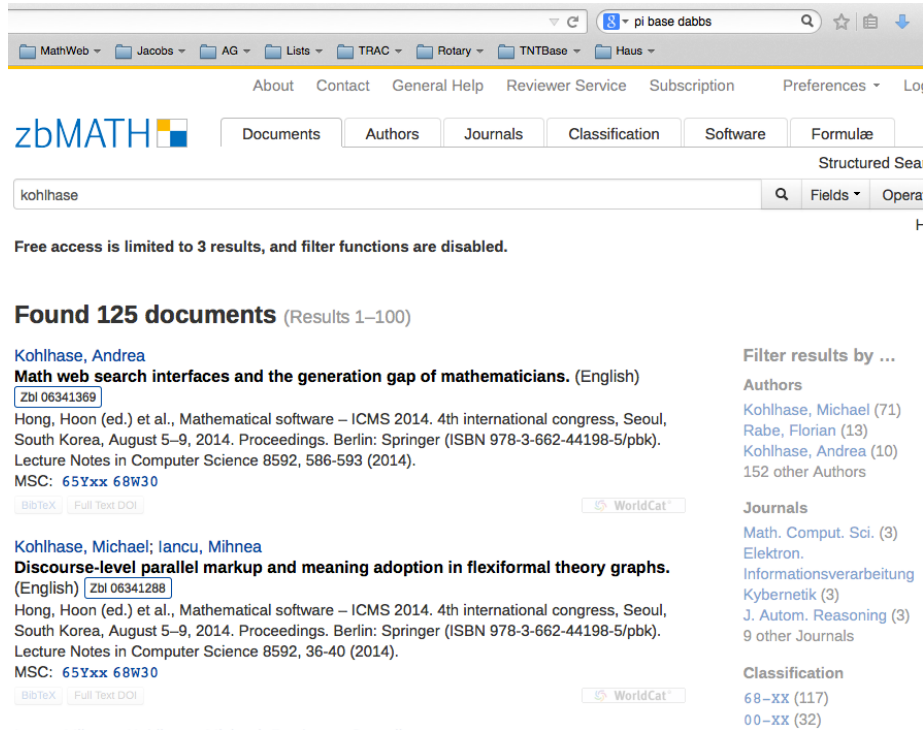 pi base dabbs
MathWeb Jacobs AG Lists TRAC Rotary TNTBase Haus
About Contact General Help Reviewer Service Subscription Preferences
zbMATH Documents Authors Journals Classification Software Formulæ
Structured
kohlhase Fields
Free access is limited to 3 results, and filter functions are disabled.
Found 125 documents (Results 1–100)
Kohlhase, Andrea
Math web search interfaces and the generation gap of mathematicians. (English)
Zbl 06341369
Hong, Hoon (ed.) et al., Mathematical software – ICMS 2014. 4th international congress, Seoul,
South Korea, August 5–9, 2014. Proceedings. Berlin: Springer (ISBN 978-3-662-44198-5/pbk).
Lecture Notes in Computer Science 8592, 586-593 (2014).
MSC: 65Yxx 68W30
BibTeX Full Text DOI WorldCat
Kohlhase, Michael; Iancu, Mihnea
Discourse-level parallel markup and meaning adoption in flexiformal theory graphs.
(English) Zbl 06341288
Hong, Hoon (ed.) et al., Mathematical software – ICMS 2014. 4th international congress, Seoul,
South Korea, August 5–9, 2014. Proceedings. Berlin: Springer (ISBN 978-3-662-44198-5/pbk).
Lecture Notes in Computer Science 8592, 36-40 (2014).
MSC: 65Yxx 68W30
BibTeX Full Text DOI WorldCat
Filter results by ...
Authors
Kohlhase, Michael (71)
Rabe, Florian (13)
Kohlhase, Andrea (10)
152 other Authors
Journals
Math. Comput. Sci. (3)
Elektron.
Informationsverarbeitung
Kybernetik (3)
J. Autom. Reasoning (3)
9 other Journals
Classification
68-XX (117)
00-XX (32)